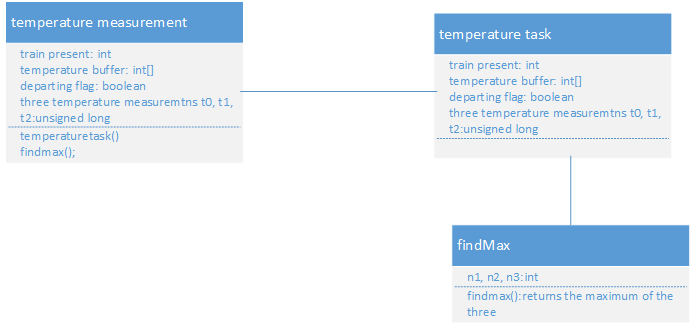 temperature measurement
train present: int
temperature buffer: int[]
departing flag: boolean
three temperature measuremtns t0, t1,
t2:unsigned long
temperaturetask()
findmax();
temperature task
train present: int
temperature buffer: int[]
departing flag: boolean
three temperature measuremtns t0, t1,
t2:unsigned long
findMax
n1, n2, n3:int
findmax():returns the maximum of the
three